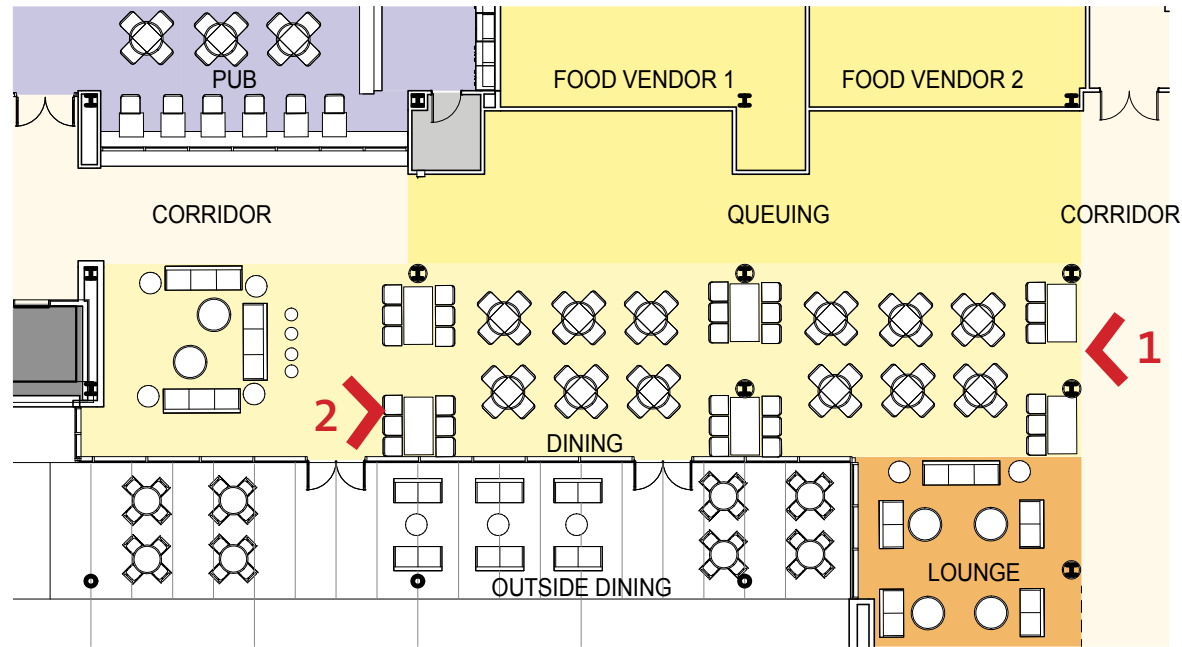 PUB
FOOD VENDOR 1
FOOD VENDOR 2
CORRIDOR
QUEUING
CORRIDOR
1
2
DINING
LOUNGE
OUTSIDE DINING